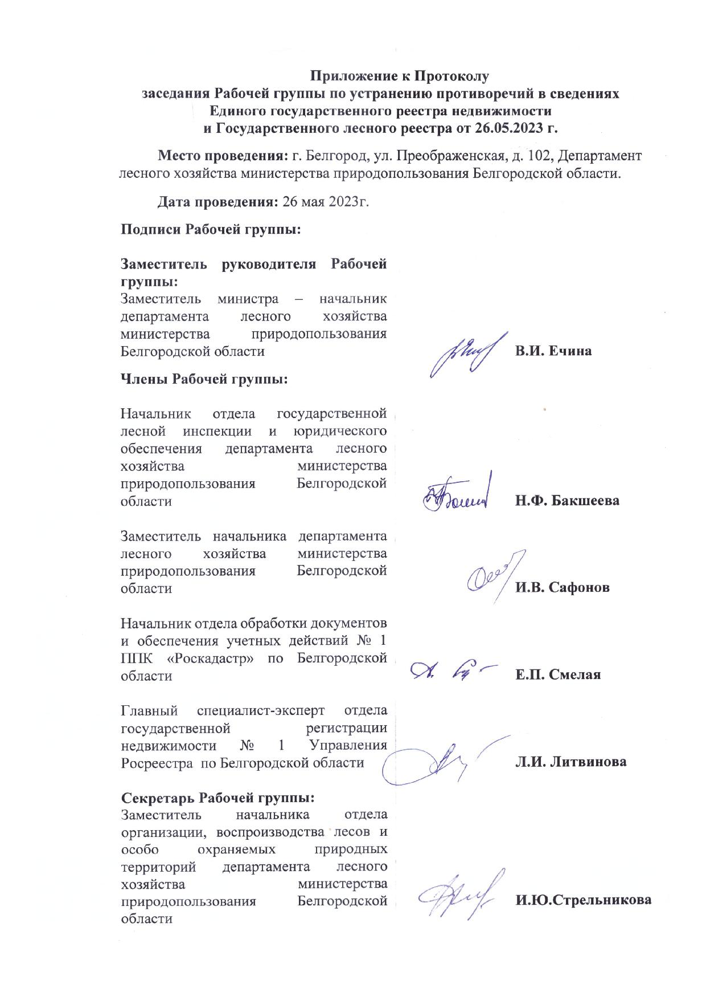 Приложение к Протоколу
заседания Рабочей группы по устранению противоречий в сведениях
Единого государственного реестра недвижимости
и Государственного лесного реестра от 26.05.2023 г.
Место проведения: г. Белгород, ул. Преображенская, д. 102, Департамент
лесного хозяйства министерства природопользования Белгородской области.
Дата проведения: 26 мая 2023г.
Подписи Рабочей группы:
Заместитель руководителя Рабочей
группы:
Заместитель министра – начальник
департамента лесного хозяйства
министерства природопользования
Белгородской области
В.И. Ечина
Члены Рабочей группы:
Начальник отдела государственной
лесной инспекции и юридического
обеспечения департамента лесного
хозяйства министерства
природопользования Белгородской
области
Н.Ф. Бакшеева
Заместитель начальника департамента
лесного хозяйства министерства
природопользования Белгородской
области
И.В. Сафонов
Начальник отдела обработки документов
и обеспечения учетных действий № 1
ППК «Роскадастр» по Белгородской
области
Е.П. Смелая
Главный специалист-эксперт отдела
государственной регистрации
недвижимости № 1 Управления
Росреестра по Белгородской области
Л.И. Литвинова
Секретарь Рабочей группы:
Заместитель начальника отдела
организации, воспроизводства лесов и
особо охраняемых природных
территорий департамента лесного
хозяйства министерства
природопользования Белгородской
области
И.Ю.Стрельникова